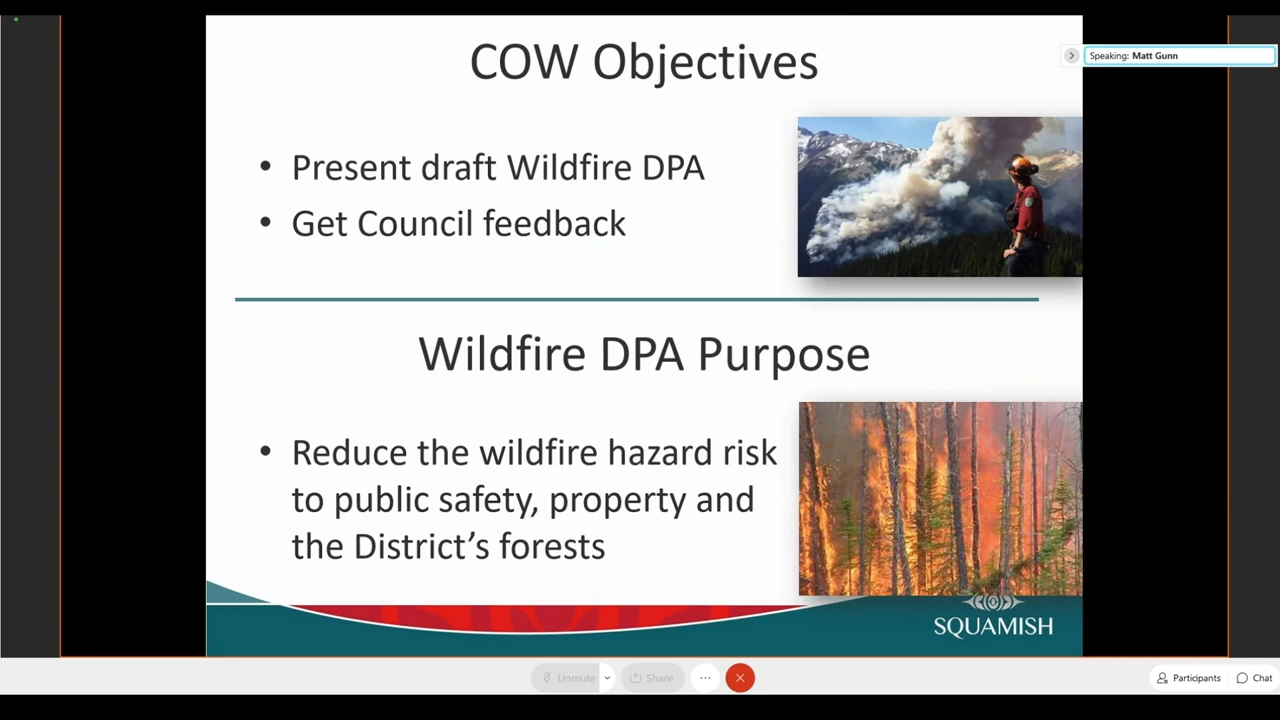 COW Objectives
Speaking: Matt Gunn
• Present draft Wildfire DPA
• Get Council feedback
Wildfire DPA Purpose
• Reduce the wildfire hazard risk
to public safety, property and
the District’s forests
SQUAMISH
Unmute
Share
Participants
Chat